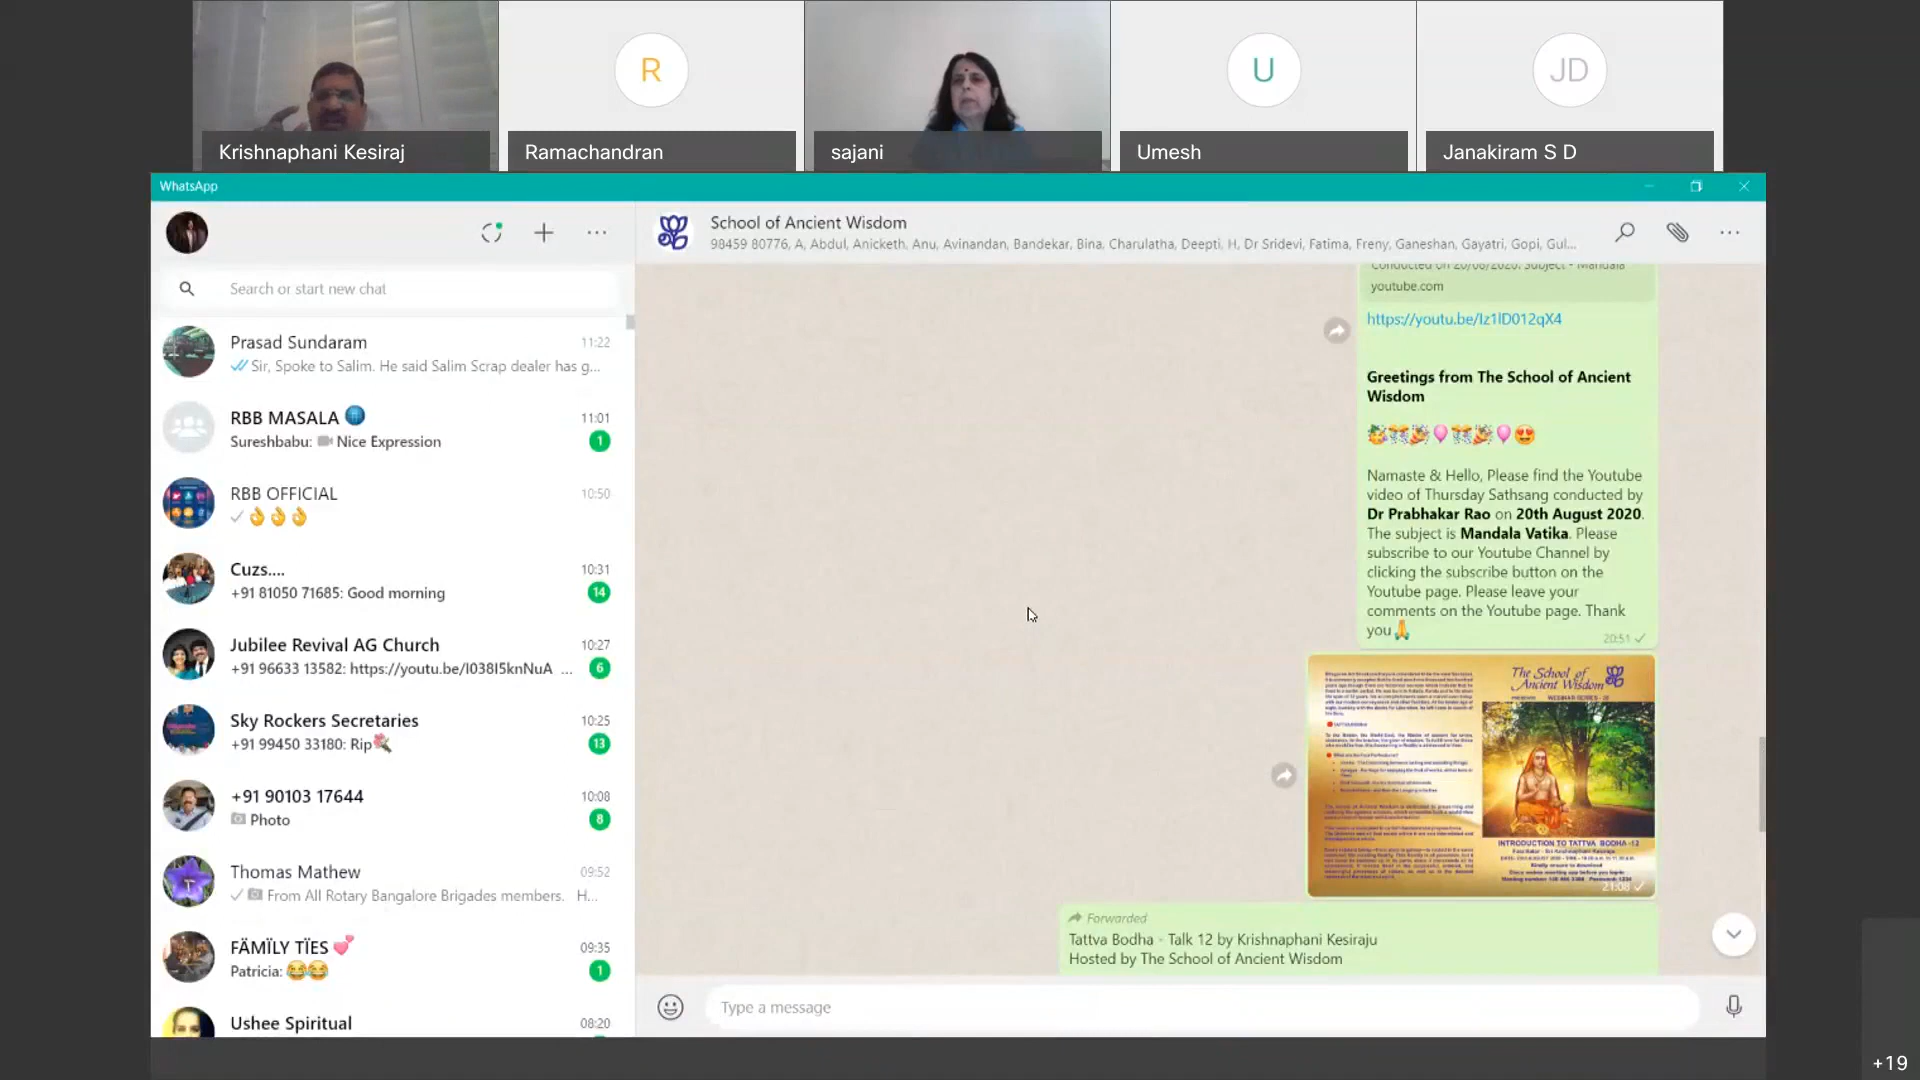 R
U
JD
Krishnaphani Kesiraj
Ramachandran
sajani
Umesh
Janakiram S D
WhatsApp
Search or start new chat
Prasad Sundaram 11:22
Sir, Spoke to Salim. He said Salim Scrap dealer has g...
RBB MASALA 11:01
Sureshbabu: Nice Expression 1
RBB OFFICIAL 10:50
Cuzs.... 10:31
+91 81050 71685: Good morning 14
Jubilee Revival AG Church 10:27
+91 96633 13582: https://youtu.be/I038I5knNuA ... 6
Sky Rockers Secretaries 10:25
+91 99450 33180: Rip 13
+91 90103 17644 10:08
Photo 8
Thomas Mathew 09:52
From All Rotary Bangalore Brigades members. H...
FÄMÏLY TÏES 09:35
Patricia: 1
Ushee Spiritual 08:20
School of Ancient Wisdom
98459 80776, A, Abdul, Anicketh, Anu, Avinandan, Bandekar, Bina, Charulatha, Deepti, H, Dr Sridevi, Fatima, Freny, Ganeshan, Gayatri, Gopi, Gul...
Conducted on 20/08/2020. Subject - Mandala
youtube.com
https://youtu.be/Iz1lD012qX4
Greetings from The School of Ancient
Wisdom
Namaste & Hello, Please find the Youtube
video of Thursday Sathsang conducted by
Dr Prabhakar Rao on 20th August 2020.
The subject is Mandala Vatika. Please
subscribe to our Youtube Channel by
clicking the subscribe button on the
Youtube page. Please leave your
comments on the Youtube page. Thank
you
20:51
The School of
Ancient Wisdom
INTRODUCTION TO TATTVA BODHA -12
21:08
Forwarded
Tattva Bodha - Talk 12 by Krishnaphani Kesiraju
Hosted by The School of Ancient Wisdom
Type a message
+19